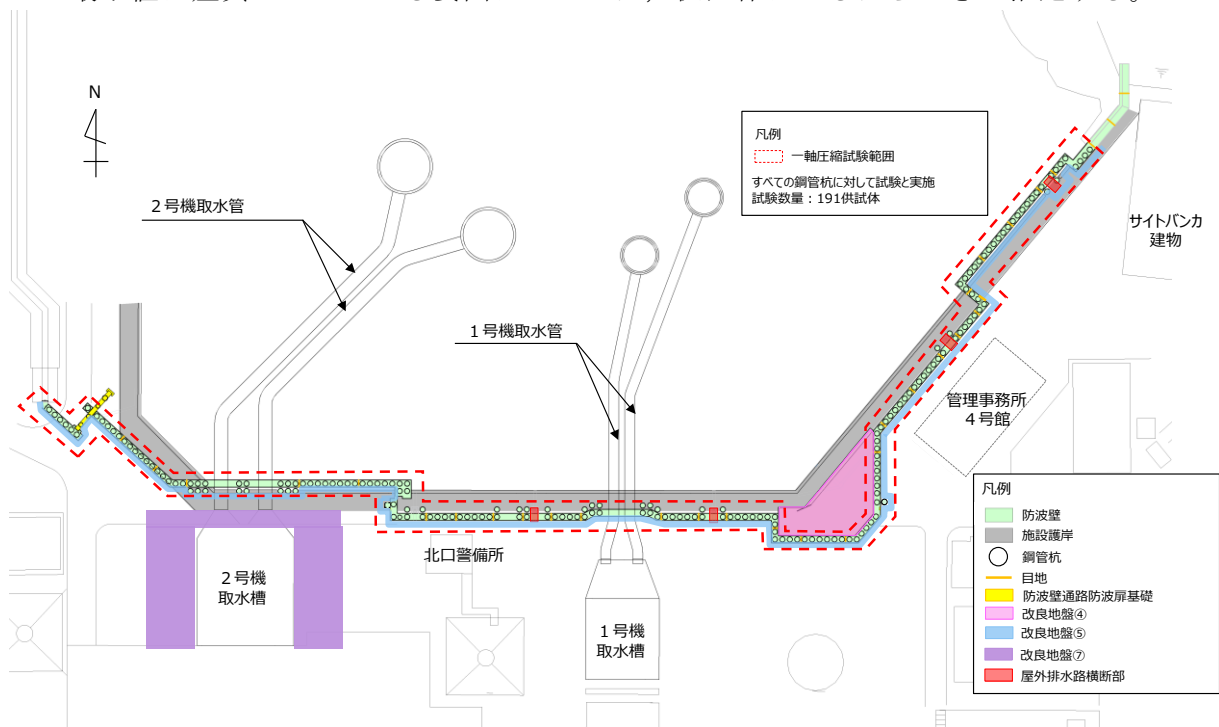 N
凡例
一軸圧縮試験範囲
すべての鋼管杭に対して試験と実施
試験数量：191供試体
2号機取水管
サイトバンカ
建物
1号機取水管
管理事務所
4号館
北口警備所
2号機
取水槽
1号機
取水槽
凡例
防波壁
施設護岸
鋼管杭
目地
防波壁通路防波扉基礎
改良地盤④
改良地盤⑤
改良地盤⑦
屋外排水路横断部